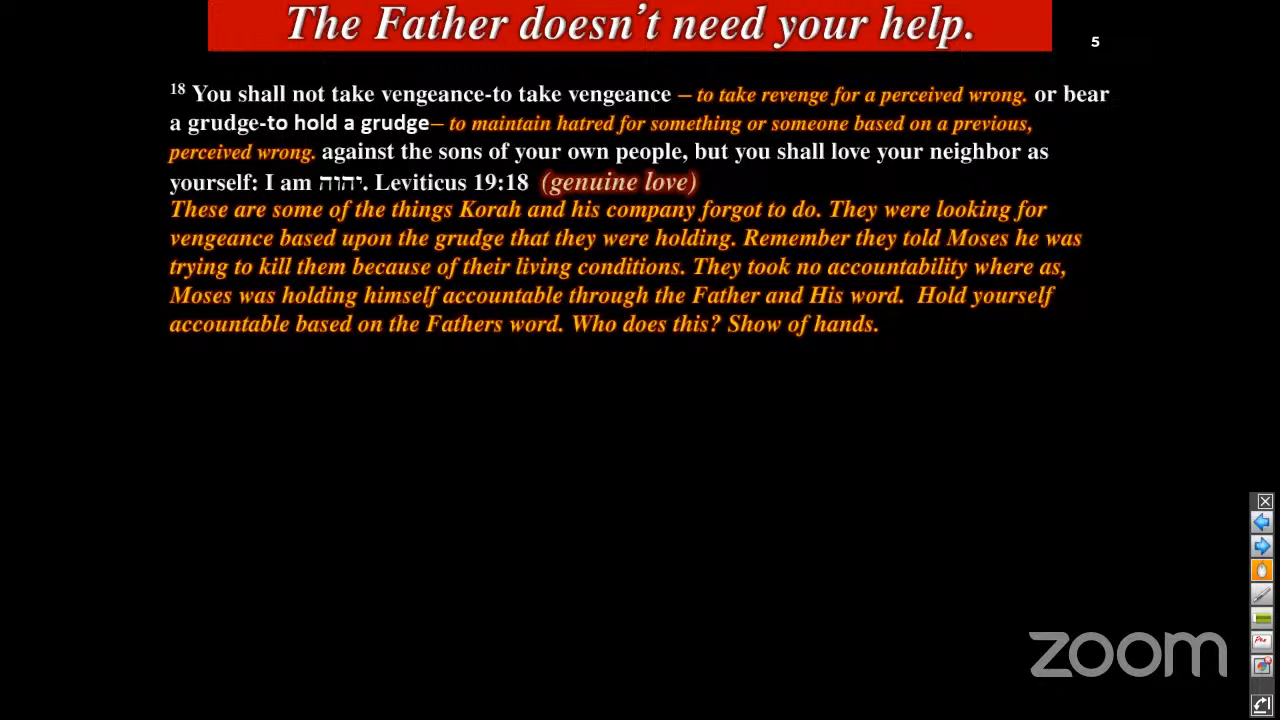 The Father doesn't need your help.
5
18 You shall not take vengeance-to take vengeance – to take revenge for a perceived wrong. or bear
a grudge-to hold a grudge– to maintain hatred for something or someone based on a previous,
perceived wrong. against the sons of your own people, but you shall love your neighbor as
yourself: I am יהוה. Leviticus 19:18 (genuine love)
These are some of the things Korah and his company forgot to do. They were looking for
vengeance based upon the grudge that they were holding. Remember they told Moses he was
trying to kill them because of their living conditions. They took no accountability where as,
Moses was holding himself accountable through the Father and His word. Hold yourself
accountable based on the Fathers word. Who does this? Show of hands.
zoom